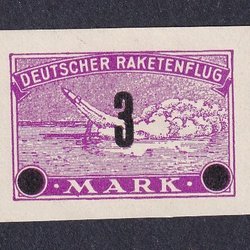 DEUTSCHER RAKETENFLUG
3
· MARK ·